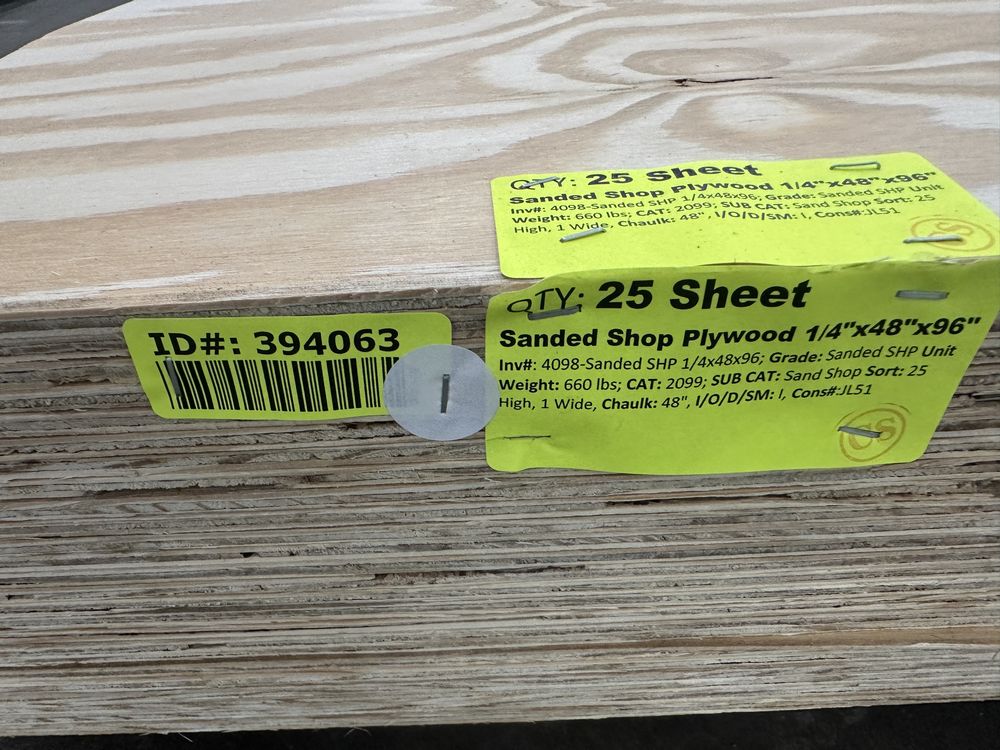 QTY: 25 Sheet
Sanded Shop Plywood 1/4"x48"x96"
Inv#: 4098-Sanded SHP 1/4x48x96; Grade: Sanded SHP Unit
Weight: 660 lbs; CAT: 2099; SUB CAT: Sand Shop Sort: 25
High, 1 Wide, Chaulk: 48", I/O/D/SM: I, Cons#:JL51
CS
ID#: 394063
QTY: 25 Sheet
Sanded Shop Plywood 1/4"x48"x96"
Inv#: 4098-Sanded SHP 1/4x48x96; Grade: Sanded SHP Unit
Weight: 660 lbs; CAT: 2099; SUB CAT: Sand Shop Sort: 25
High, 1 Wide, Chaulk: 48", I/O/D/SM: I, Cons#:JL51
CS